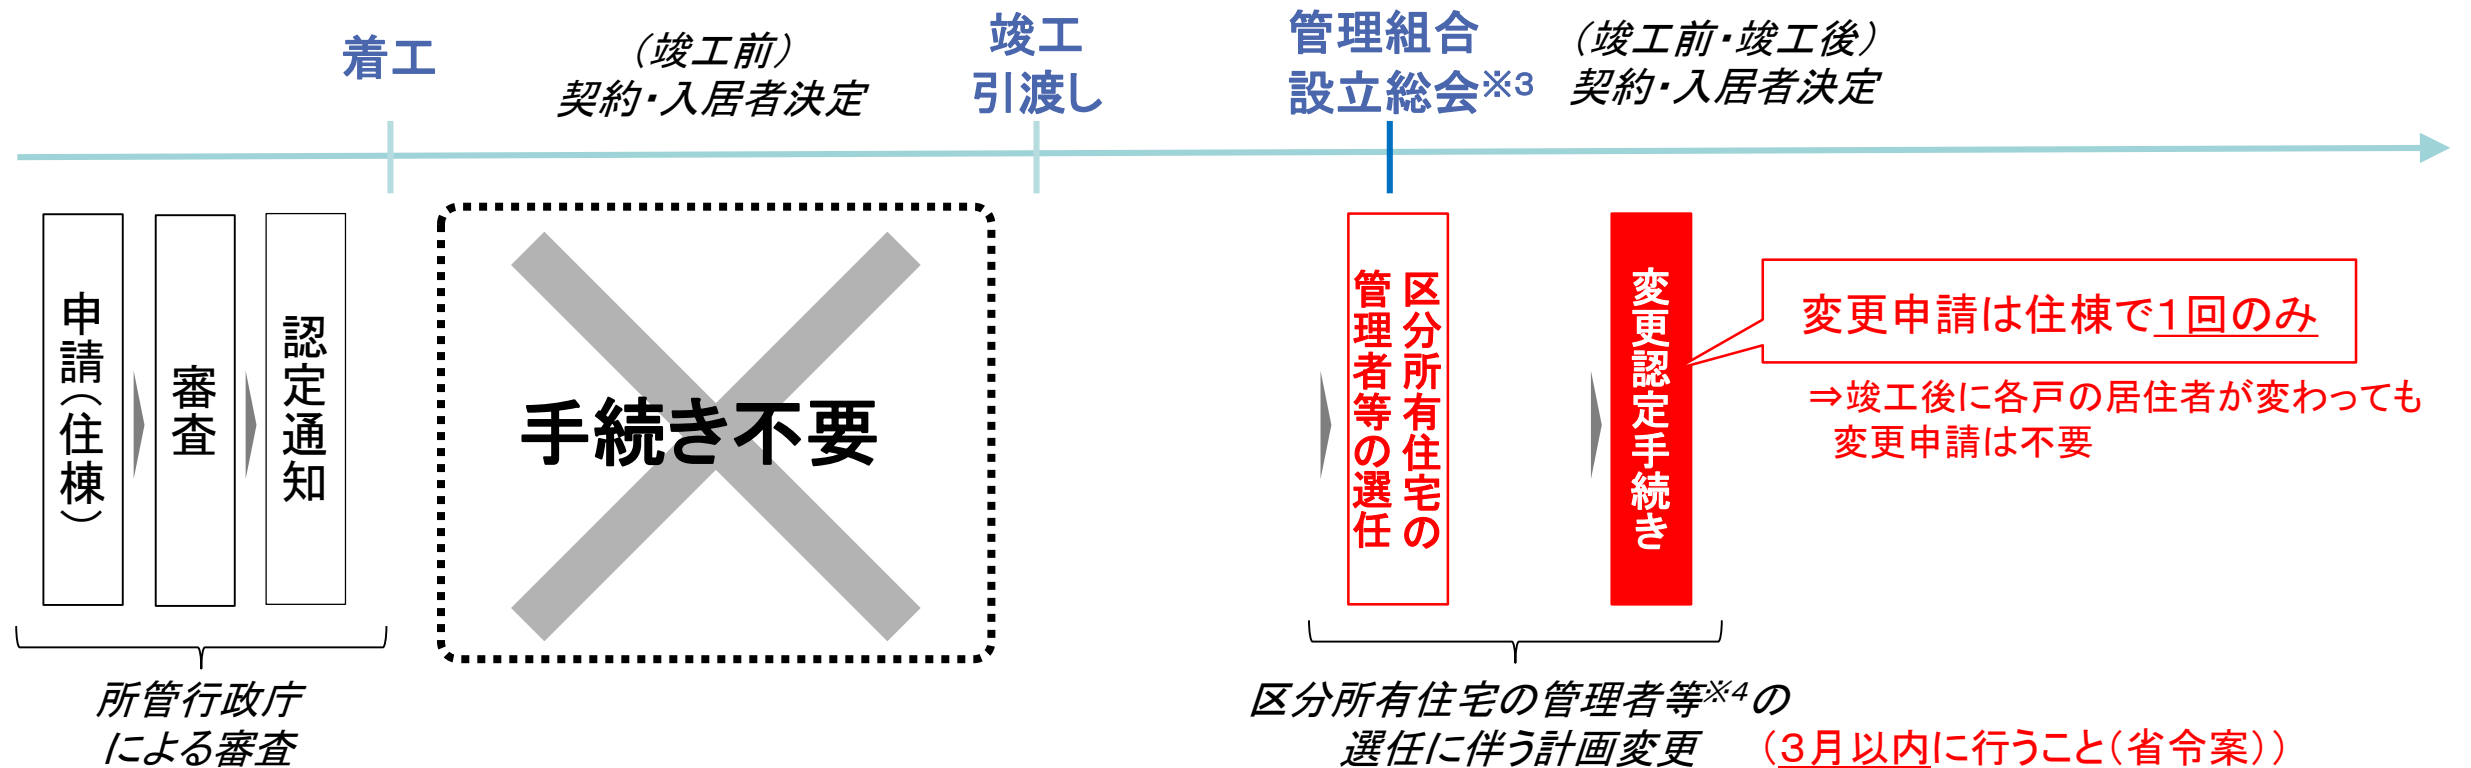 着工
（竣工前）
契約・入居者決定
竣工
引渡し
管理組合
設立総会※3
（竣工前・竣工後）
契約・入居者決定
申請（住棟）
審査
認定通知
手続き不要
区分所有住宅の
管理者等の選任
変更認定手続き
変更申請は住棟で１回のみ
⇒竣工後に各戸の居住者が変わっても
変更申請は不要
所管行政庁
による審査
区分所有住宅の管理者等※4の
選任に伴う計画変更
（３月以内に行うこと（省令案））